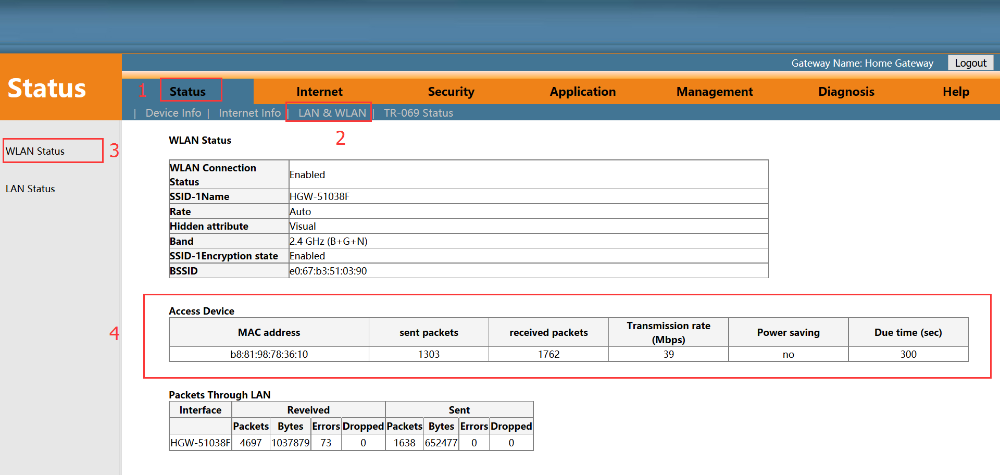 Gateway Name: Home Gateway Logout
Status
1 Status Internet Security Application Management Diagnosis Help
| Device Info | Internet Info | LAN & WLAN | TR-069 Status
2
WLAN Status 3
LAN Status
WLAN Status
WLAN Connection Status Enabled
SSID-1Name HGW-51038F
Rate Auto
Hidden attribute Visual
Band 2.4 GHz (B+G+N)
SSID-1Encryption state Enabled
BSSID e0:67:b3:51:03:90
4
Access Device
MAC address sent packets received packets Transmission rate (Mbps) Power saving Due time (sec)
b8:81:98:78:36:10 1303 1762 39 no 300
Packets Through LAN
Interface Reveived Sent
Packets Bytes Errors Dropped Packets Bytes Errors Dropped
HGW-51038F 4697 1037879 73 0 1638 652477 0 0